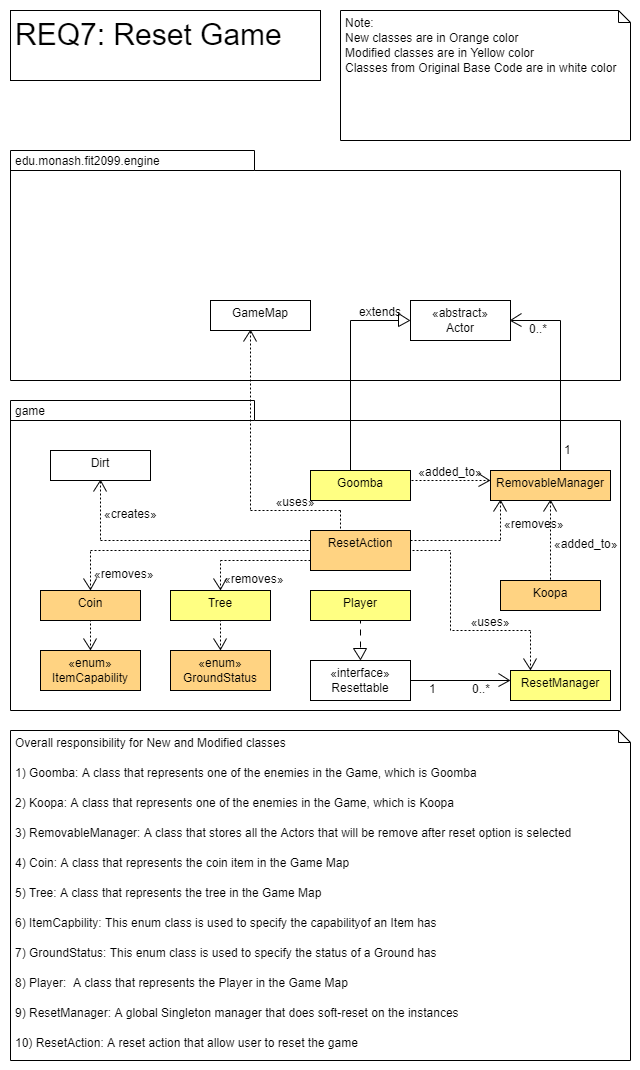 REQ7: Reset Game
Note:
New classes are in Orange color
Modified classes are in Yellow color
Classes from Original Base Code are in white color
edu.monash.fit2099.engine
GameMap
extends
«abstract»
Actor
0..*
game
1
Dirt
Goomba
«added_to»
RemovableManager
«uses»
«creates»
ResetAction
«removes»
«added_to»
«removes»
«removes»
Coin
Tree
Player
Koopa
«uses»
«enum»
ItemCapability
«enum»
GroundStatus
«interface»
Resettable
1
0..*
ResetManager
Overall responsibility for New and Modified classes
1) Goomba: A class that represents one of the enemies in the Game, which is Goomba
2) Koopa: A class that represents one of the enemies in the Game, which is Koopa
3) RemovableManager: A class that stores all the Actors that will be remove after reset option is selected
4) Coin: A class that represents the coin item in the Game Map
5) Tree: A class that represents the tree in the Game Map
6) ItemCapbility: This enum class is used to specify the capabilityof an Item has
7) GroundStatus: This enum class is used to specify the status of a Ground has
8) Player:  A class that represents the Player in the Game Map
9) ResetManager: A global Singleton manager that does soft-reset on the instances
10) ResetAction: A reset action that allow user to reset the game